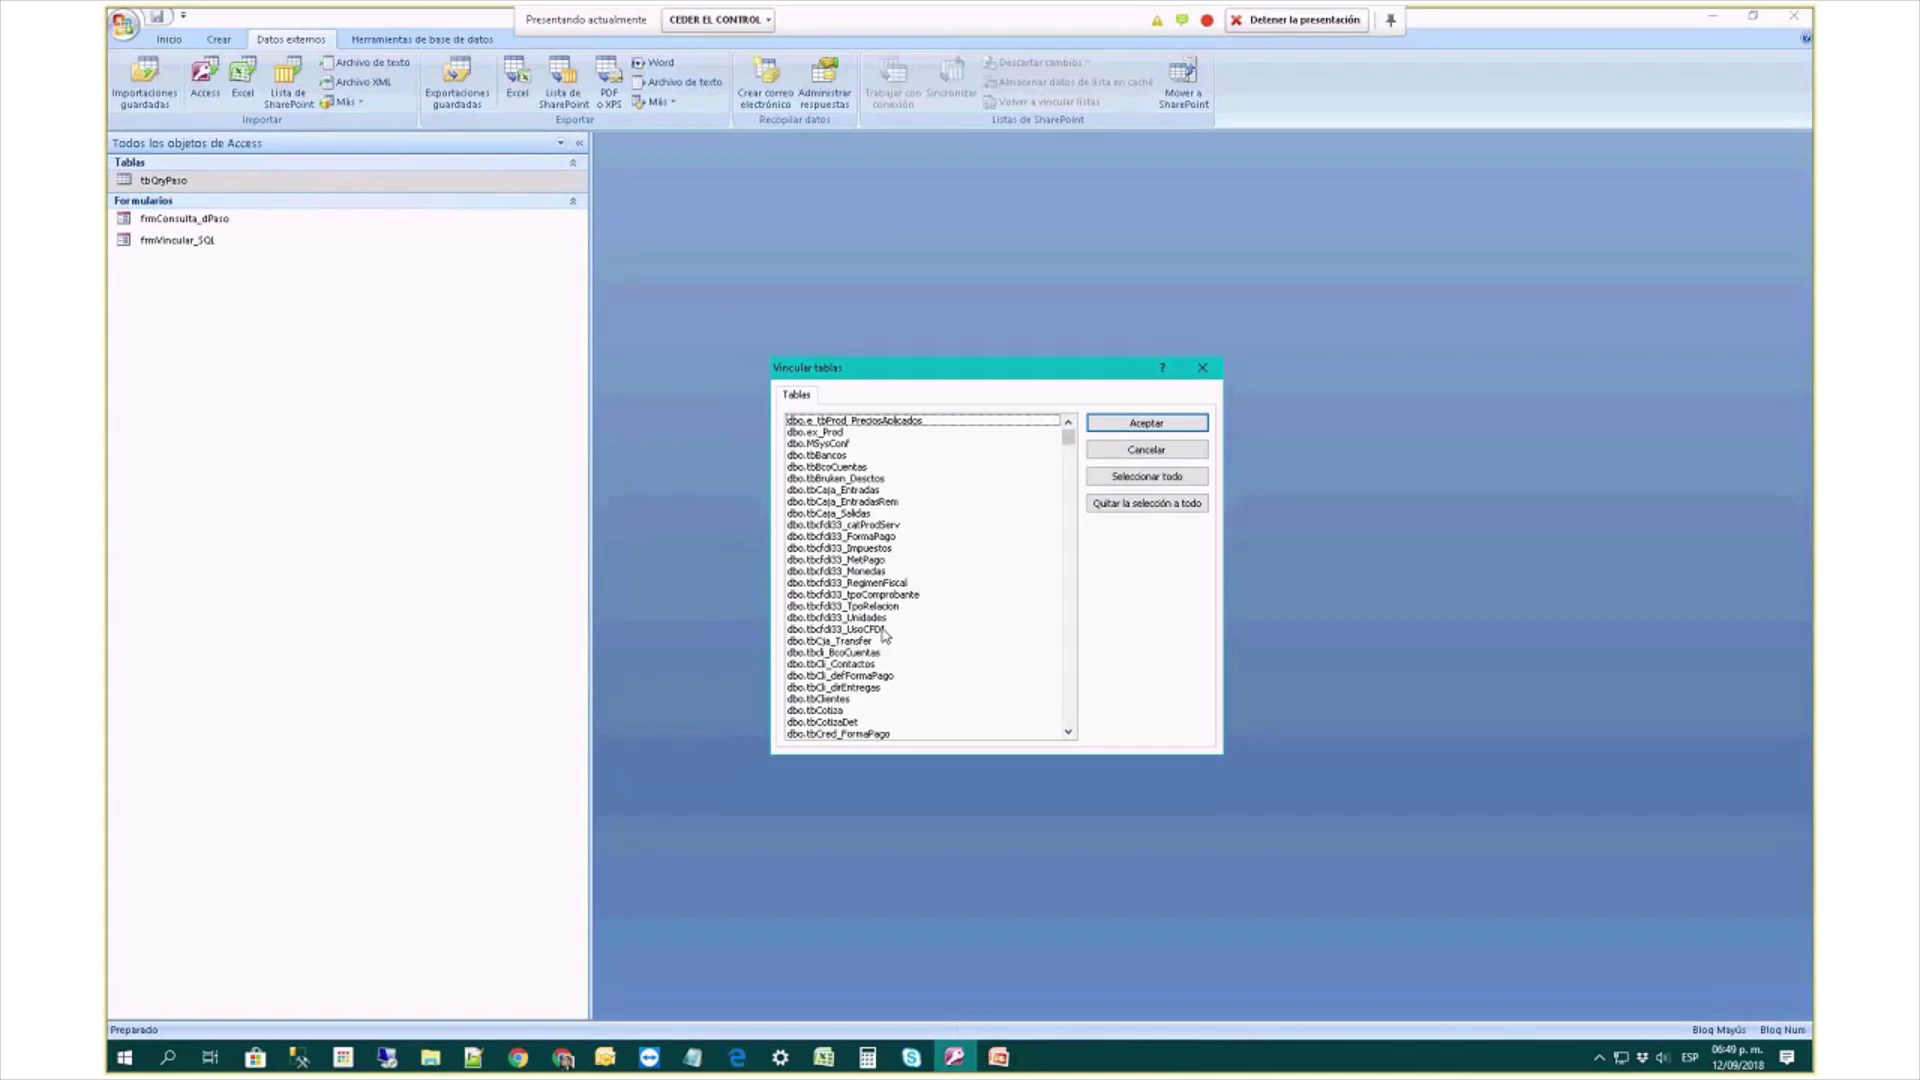 Presentando actualmente CEDER EL CONTROL Detener la presentación
Inicio Crear Datos externos Herramientas de base de datos
Importaciones guardadas
Access
Excel
Lista de SharePoint
Archivo de texto
Archivo XML
Más
Importar
Exportaciones guardadas
Excel
Lista de SharePoint
PDF o XPS
Word
Archivo de texto
Más
Exportar
Crear correo electrónico
Administrar respuestas
Recopilar datos
Trabajar con conexión
Sincronizar
Descartar cambios
Almacenar datos de lista en caché
Volver a vincular listas
Mover a SharePoint
Listas de SharePoint
Todos los objetos de Access
Tablas
tbQryPaso
Formularios
frmConsulta_dPaso
frmVincular_SQL
Vincular tablas ?
Tablas
dbo.e_tbProd_PreciosAplicados
dbo.ex_Prod
dbo.MSysConf
dbo.tbBancos
dbo.tbBcoCuentas
dbo.tbBruken_Desctos
dbo.tbCaja_Entradas
dbo.tbCaja_EntradasRem
dbo.tbCaja_Salidas
dbo.tbcfdi33_catProdServ
dbo.tbcfdi33_FormaPago
dbo.tbcfdi33_Impuestos
dbo.tbcfdi33_MetPago
dbo.tbcfdi33_Monedas
dbo.tbcfdi33_RegimenFiscal
dbo.tbcfdi33_tpoComprobante
dbo.tbcfdi33_TpoRelacion
dbo.tbcfdi33_Unidades
dbo.tbcfdi33_UsoCFDI
dbo.tbCja_Transfer
dbo.tbcli_BcoCuentas
dbo.tbCli_Contactos
dbo.tbCli_defFormaPago
dbo.tbCli_dirEntregas
dbo.tbClientes
dbo.tbCotiza
dbo.tbCotizaDet
dbo.tbCred_FormaPago
Aceptar
Cancelar
Seleccionar todo
Quitar la selección a todo
Preparado Bloq Mayús Bloq Num
ESP
06:49 p. m.
12/09/2018